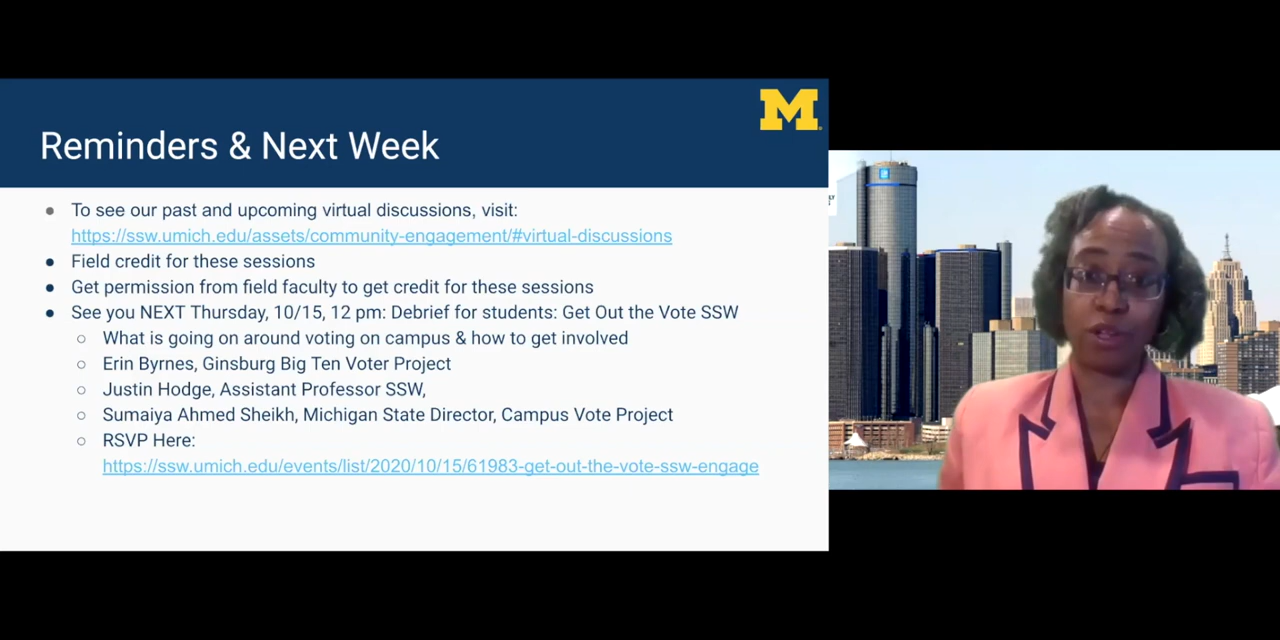 M
Reminders & Next Week
To see our past and upcoming virtual discussions, visit:
https://ssw.umich.edu/assets/community-engagement/#virtual-discussions
Field credit for these sessions
Get permission from field faculty to get credit for these sessions
See you NEXT Thursday, 10/15, 12 pm: Debrief for students: Get Out the Vote SSW
What is going on around voting on campus & how to get involved
Erin Byrnes, Ginsburg Big Ten Voter Project
Justin Hodge, Assistant Professor SSW,
Sumaiya Ahmed Sheikh, Michigan State Director, Campus Vote Project
RSVP Here:
https://ssw.umich.edu/events/list/2020/10/15/61983-get-out-the-vote-ssw-engage